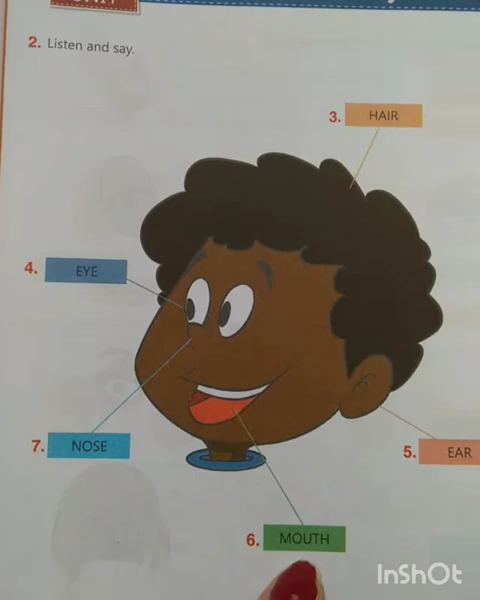 2. Listen and say.
3. HAIR
4. EYE
7. NOSE
5. EAR
6. MOUTH
InShOt